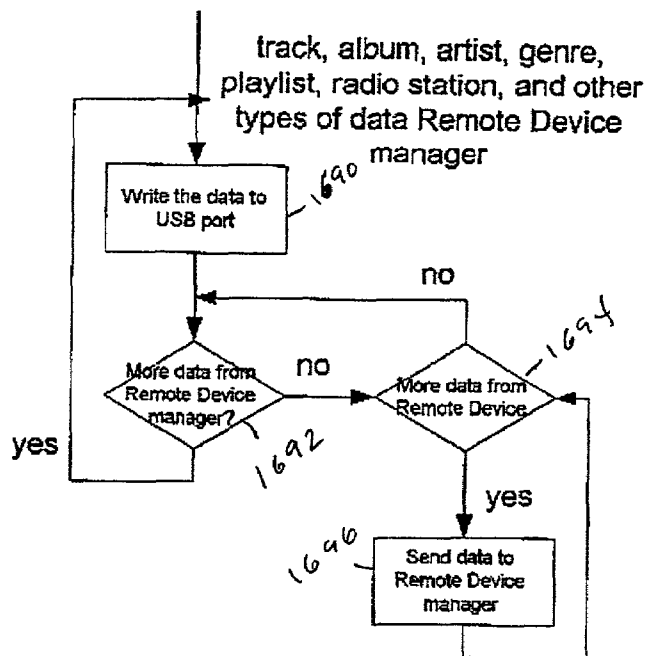 track, album, artist, genre,
playlist, radio station, and other
types of data Remote Device
manager
Write the data to
USB port
1690
no
More data from
Remote Device
manager?
no
1692
yes
More data from
Remote Device
1694
yes
Send data to
Remote Device
manager
1696